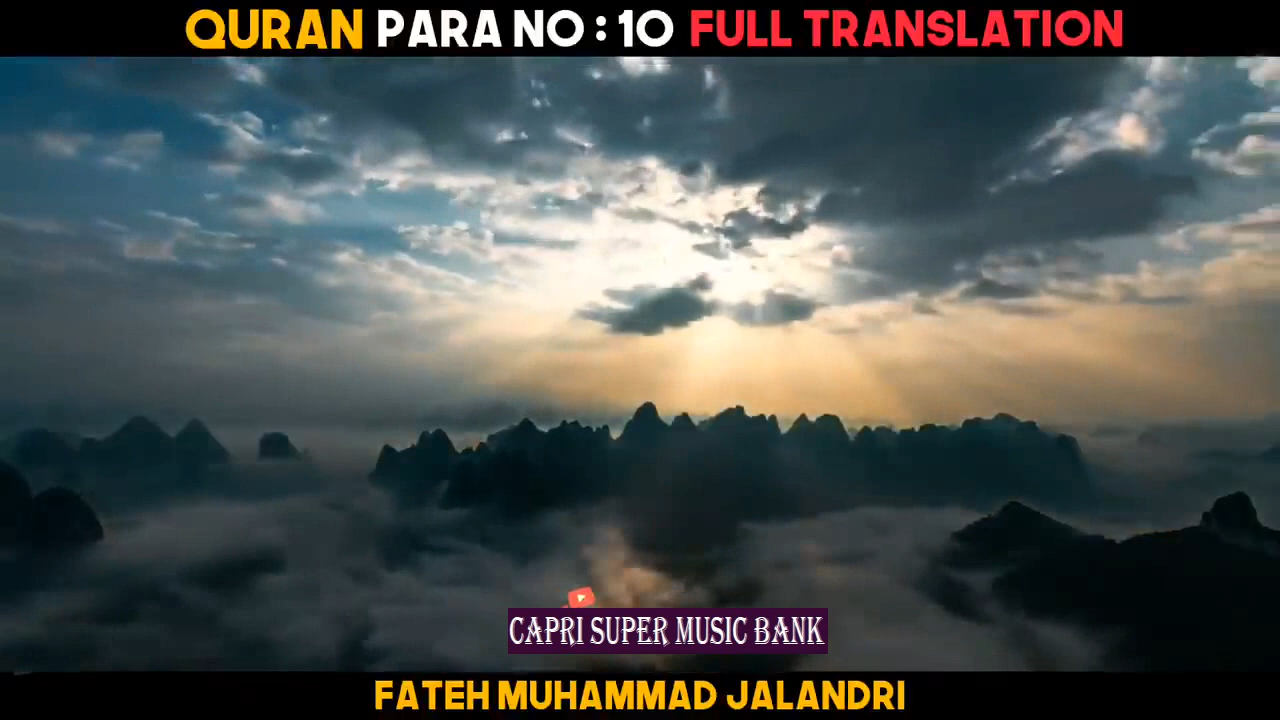 QURAN PARA NO : 10 FULL TRANSLATION
CAPRI SUPER MUSIC BANK
FATEH MUHAMMAD JALANDRI